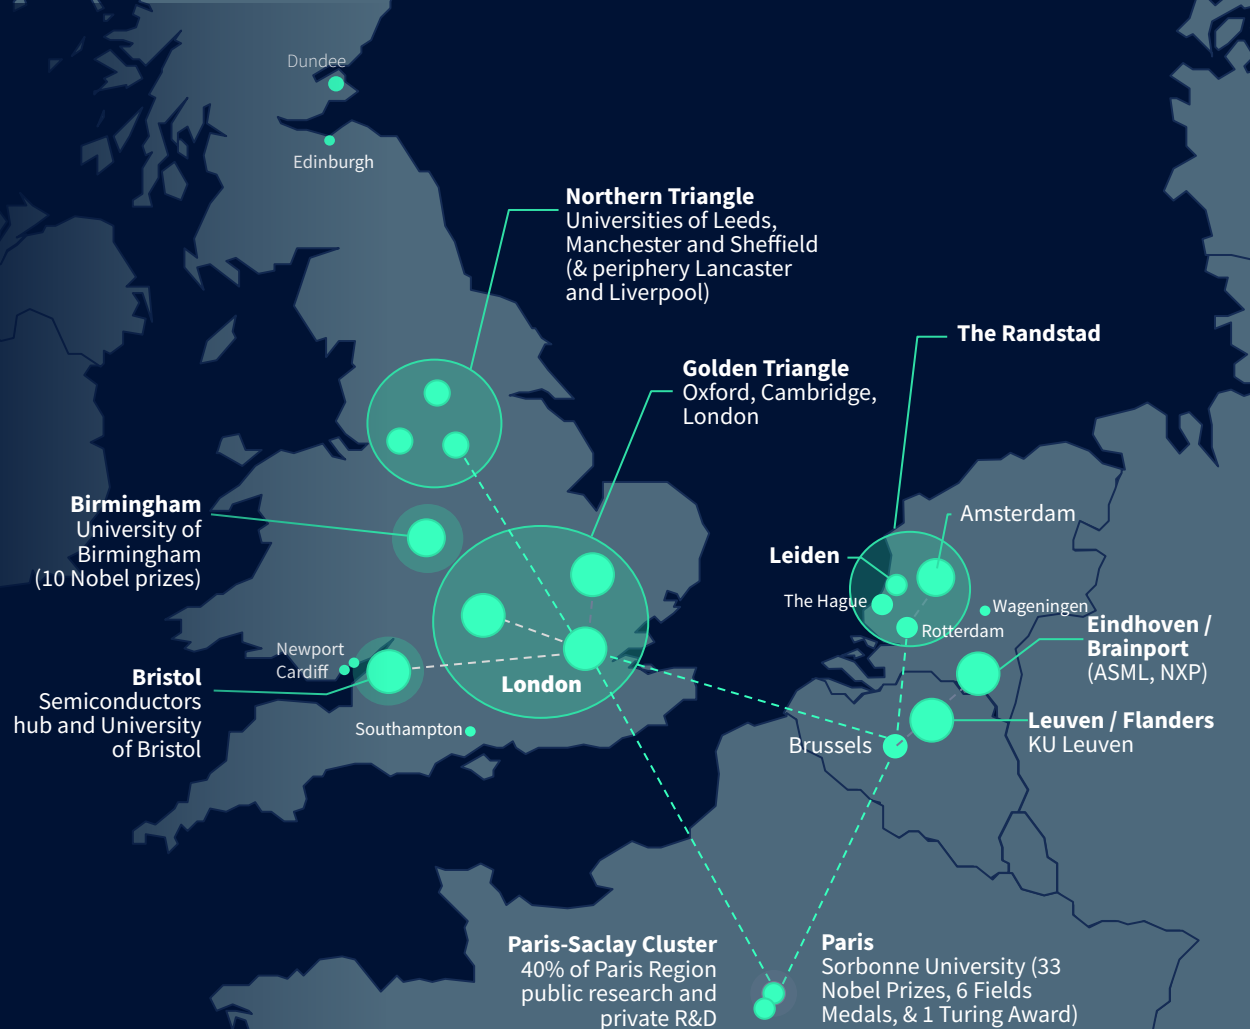 Dundee
Edinburgh
Northern Triangle
Universities of Leeds,
Manchester and Sheffield
(& periphery Lancaster
and Liverpool)
The Randstad
Golden Triangle
Oxford, Cambridge,
London
Birmingham
University of
Birmingham
(10 Nobel prizes)
Amsterdam
Leiden
The Hague
Wageningen
Rotterdam
Eindhoven /
Brainport
(ASML, NXP)
Newport
Cardiff
Bristol
Semiconductors
hub and University
of Bristol
London
Southampton
Leuven / Flanders
KU Leuven
Brussels
Paris-Saclay Cluster
40% of Paris Region
public research and
private R&D
Paris
Sorbonne University (33
Nobel Prizes, 6 Fields
Medals, & 1 Turing Award)